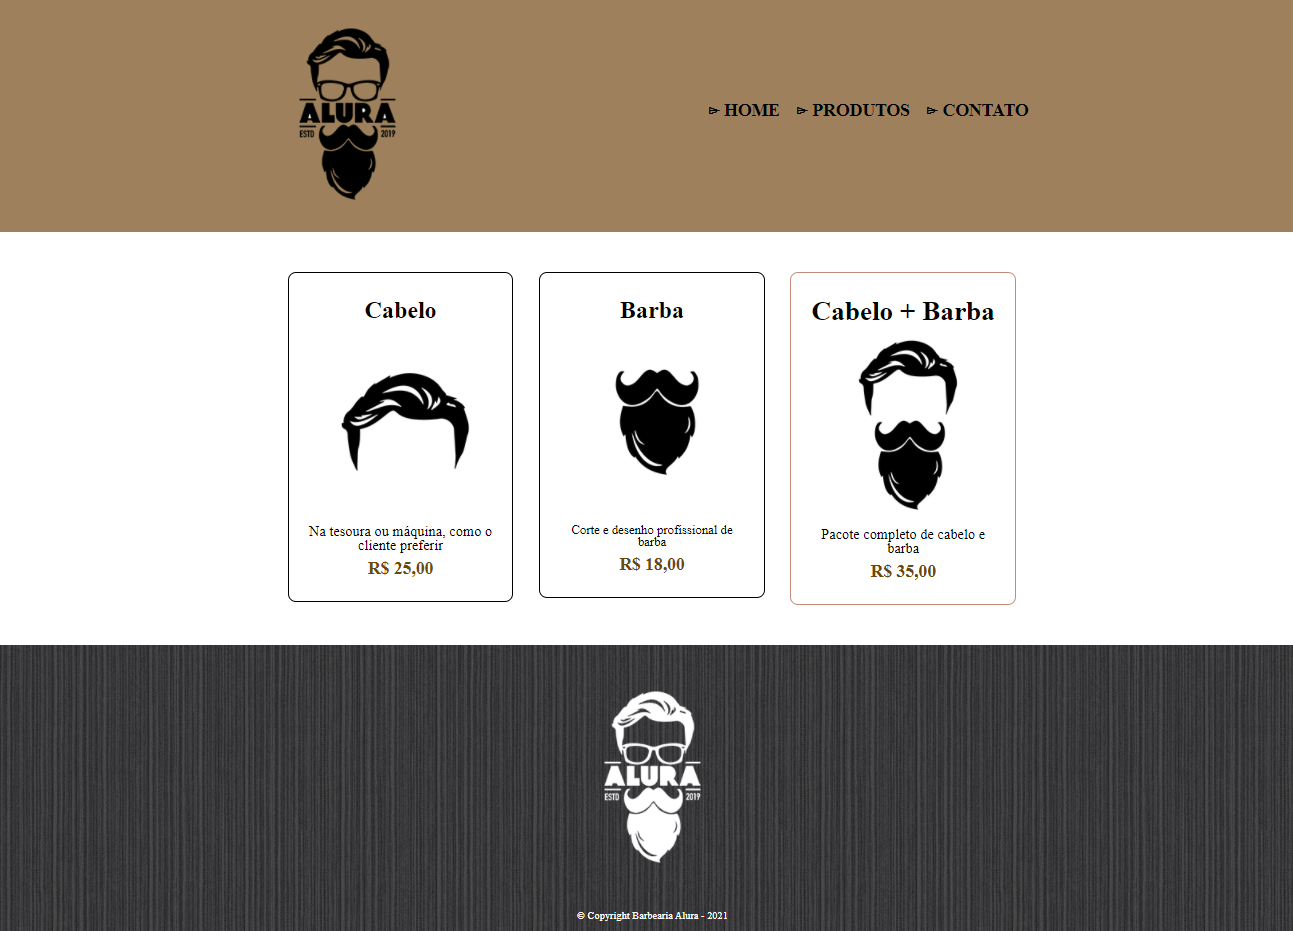 ALURA
ESTD 2019
⌲ HOME ⌲ PRODUTOS ⌲ CONTATO
Cabelo
Na tesoura ou máquina, como o
cliente preferir
R$ 25,00
Barba
Corte e desenho profissional de
barba
R$ 18,00
Cabelo + Barba
Pacote completo de cabelo e
barba
R$ 35,00
ALURA
ESTD 2019
© Copyright Barbearia Alura - 2021